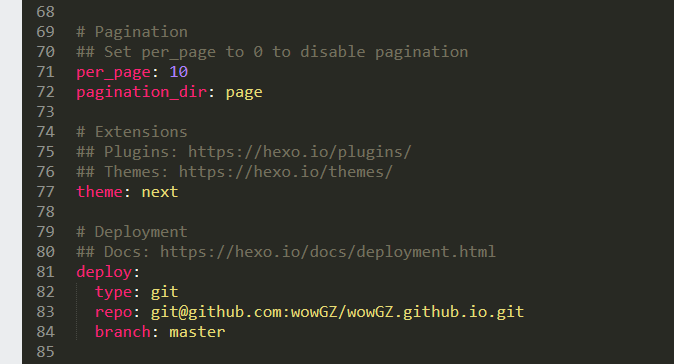 68
69 # Pagination
70 ## Set per_page to 0 to disable pagination
71 per_page: 10
72 pagination_dir: page
73
74 # Extensions
75 ## Plugins: https://hexo.io/plugins/
76 ## Themes: https://hexo.io/themes/
77 theme: next
78
79 # Deployment
80 ## Docs: https://hexo.io/docs/deployment.html
81 deploy:
82   type: git
83   repo: git@github.com:wowGZ/wowGZ.github.io.git
84   branch: master
85